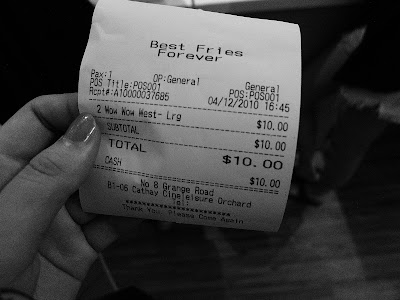 Best Fries
Forever
Pax:1 OP:General General
POS Title:POS001 POS:POS001
Rcpt#:A10000037685 04/12/2010 16:45
2 Wow Wow West- Lrg $10.00
SUBTOTAL $10.00
TOTAL $10.00
CASH $10.00
No 8 Grange Road
B1-06 Cathay Cineleisure Orchard
Tel:
Thank You, Please Come Again